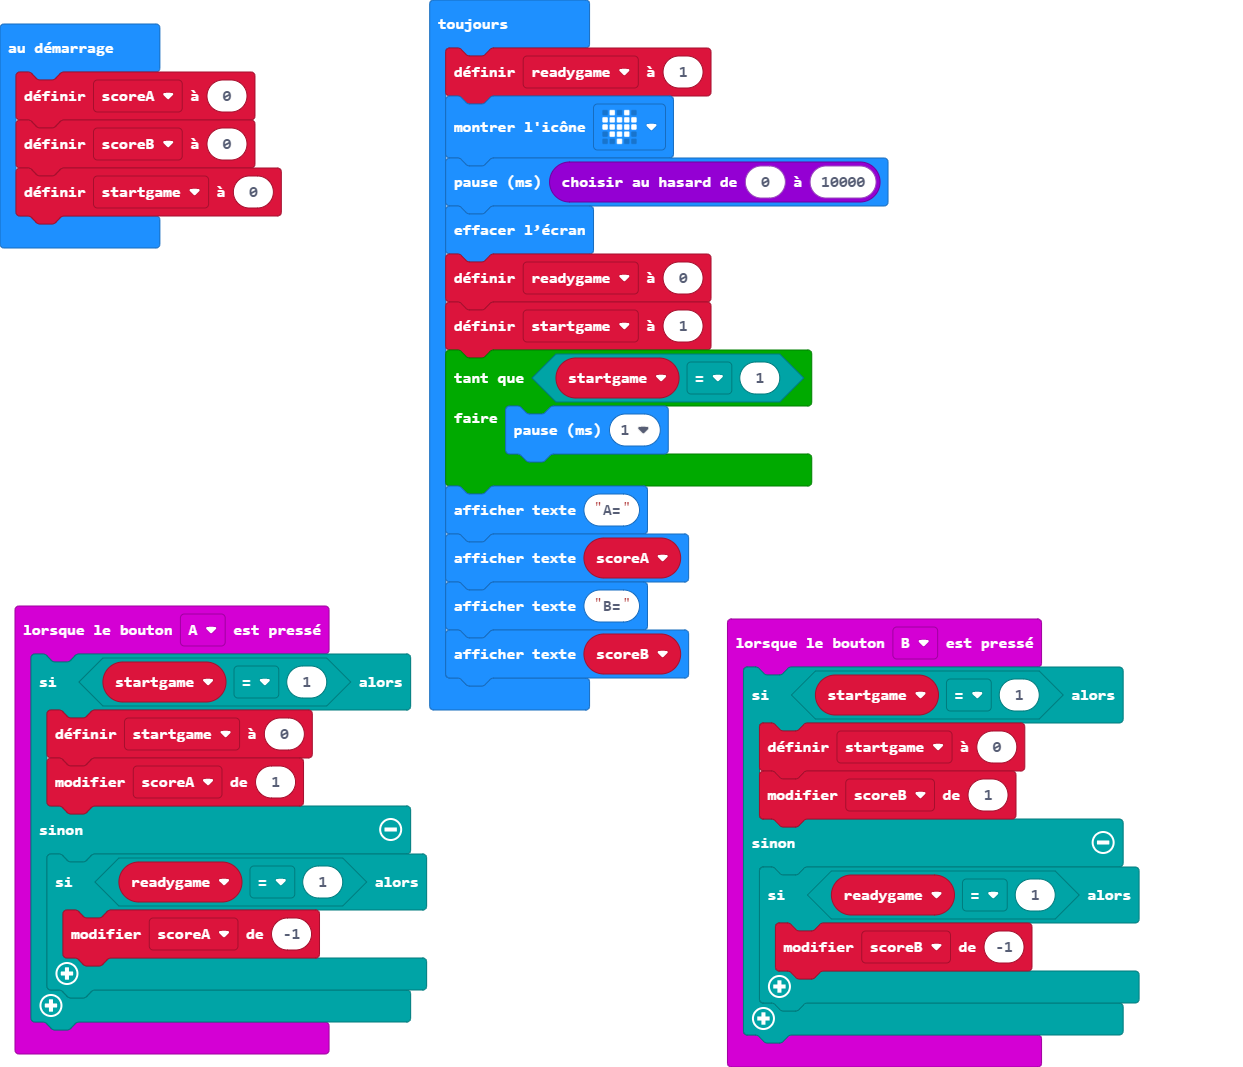 au démarrage
définir scoreA à 0
définir scoreB à 0
définir startgame à 0
toujours
définir readygame à 1
montrer l'icône
pause (ms) choisir au hasard de 0 à 10000
effacer l’écran
définir readygame à 0
définir startgame à 1
tant que startgame = 1
faire pause (ms) 1
afficher texte "A="
afficher texte scoreA
afficher texte "B="
afficher texte scoreB
lorsque le bouton A est pressé
si startgame = 1 alors
définir startgame à 0
modifier scoreA de 1
sinon
si readygame = 1 alors
modifier scoreA de -1
lorsque le bouton B est pressé
si startgame = 1 alors
définir startgame à 0
modifier scoreB de 1
sinon
si readygame = 1 alors
modifier scoreB de -1